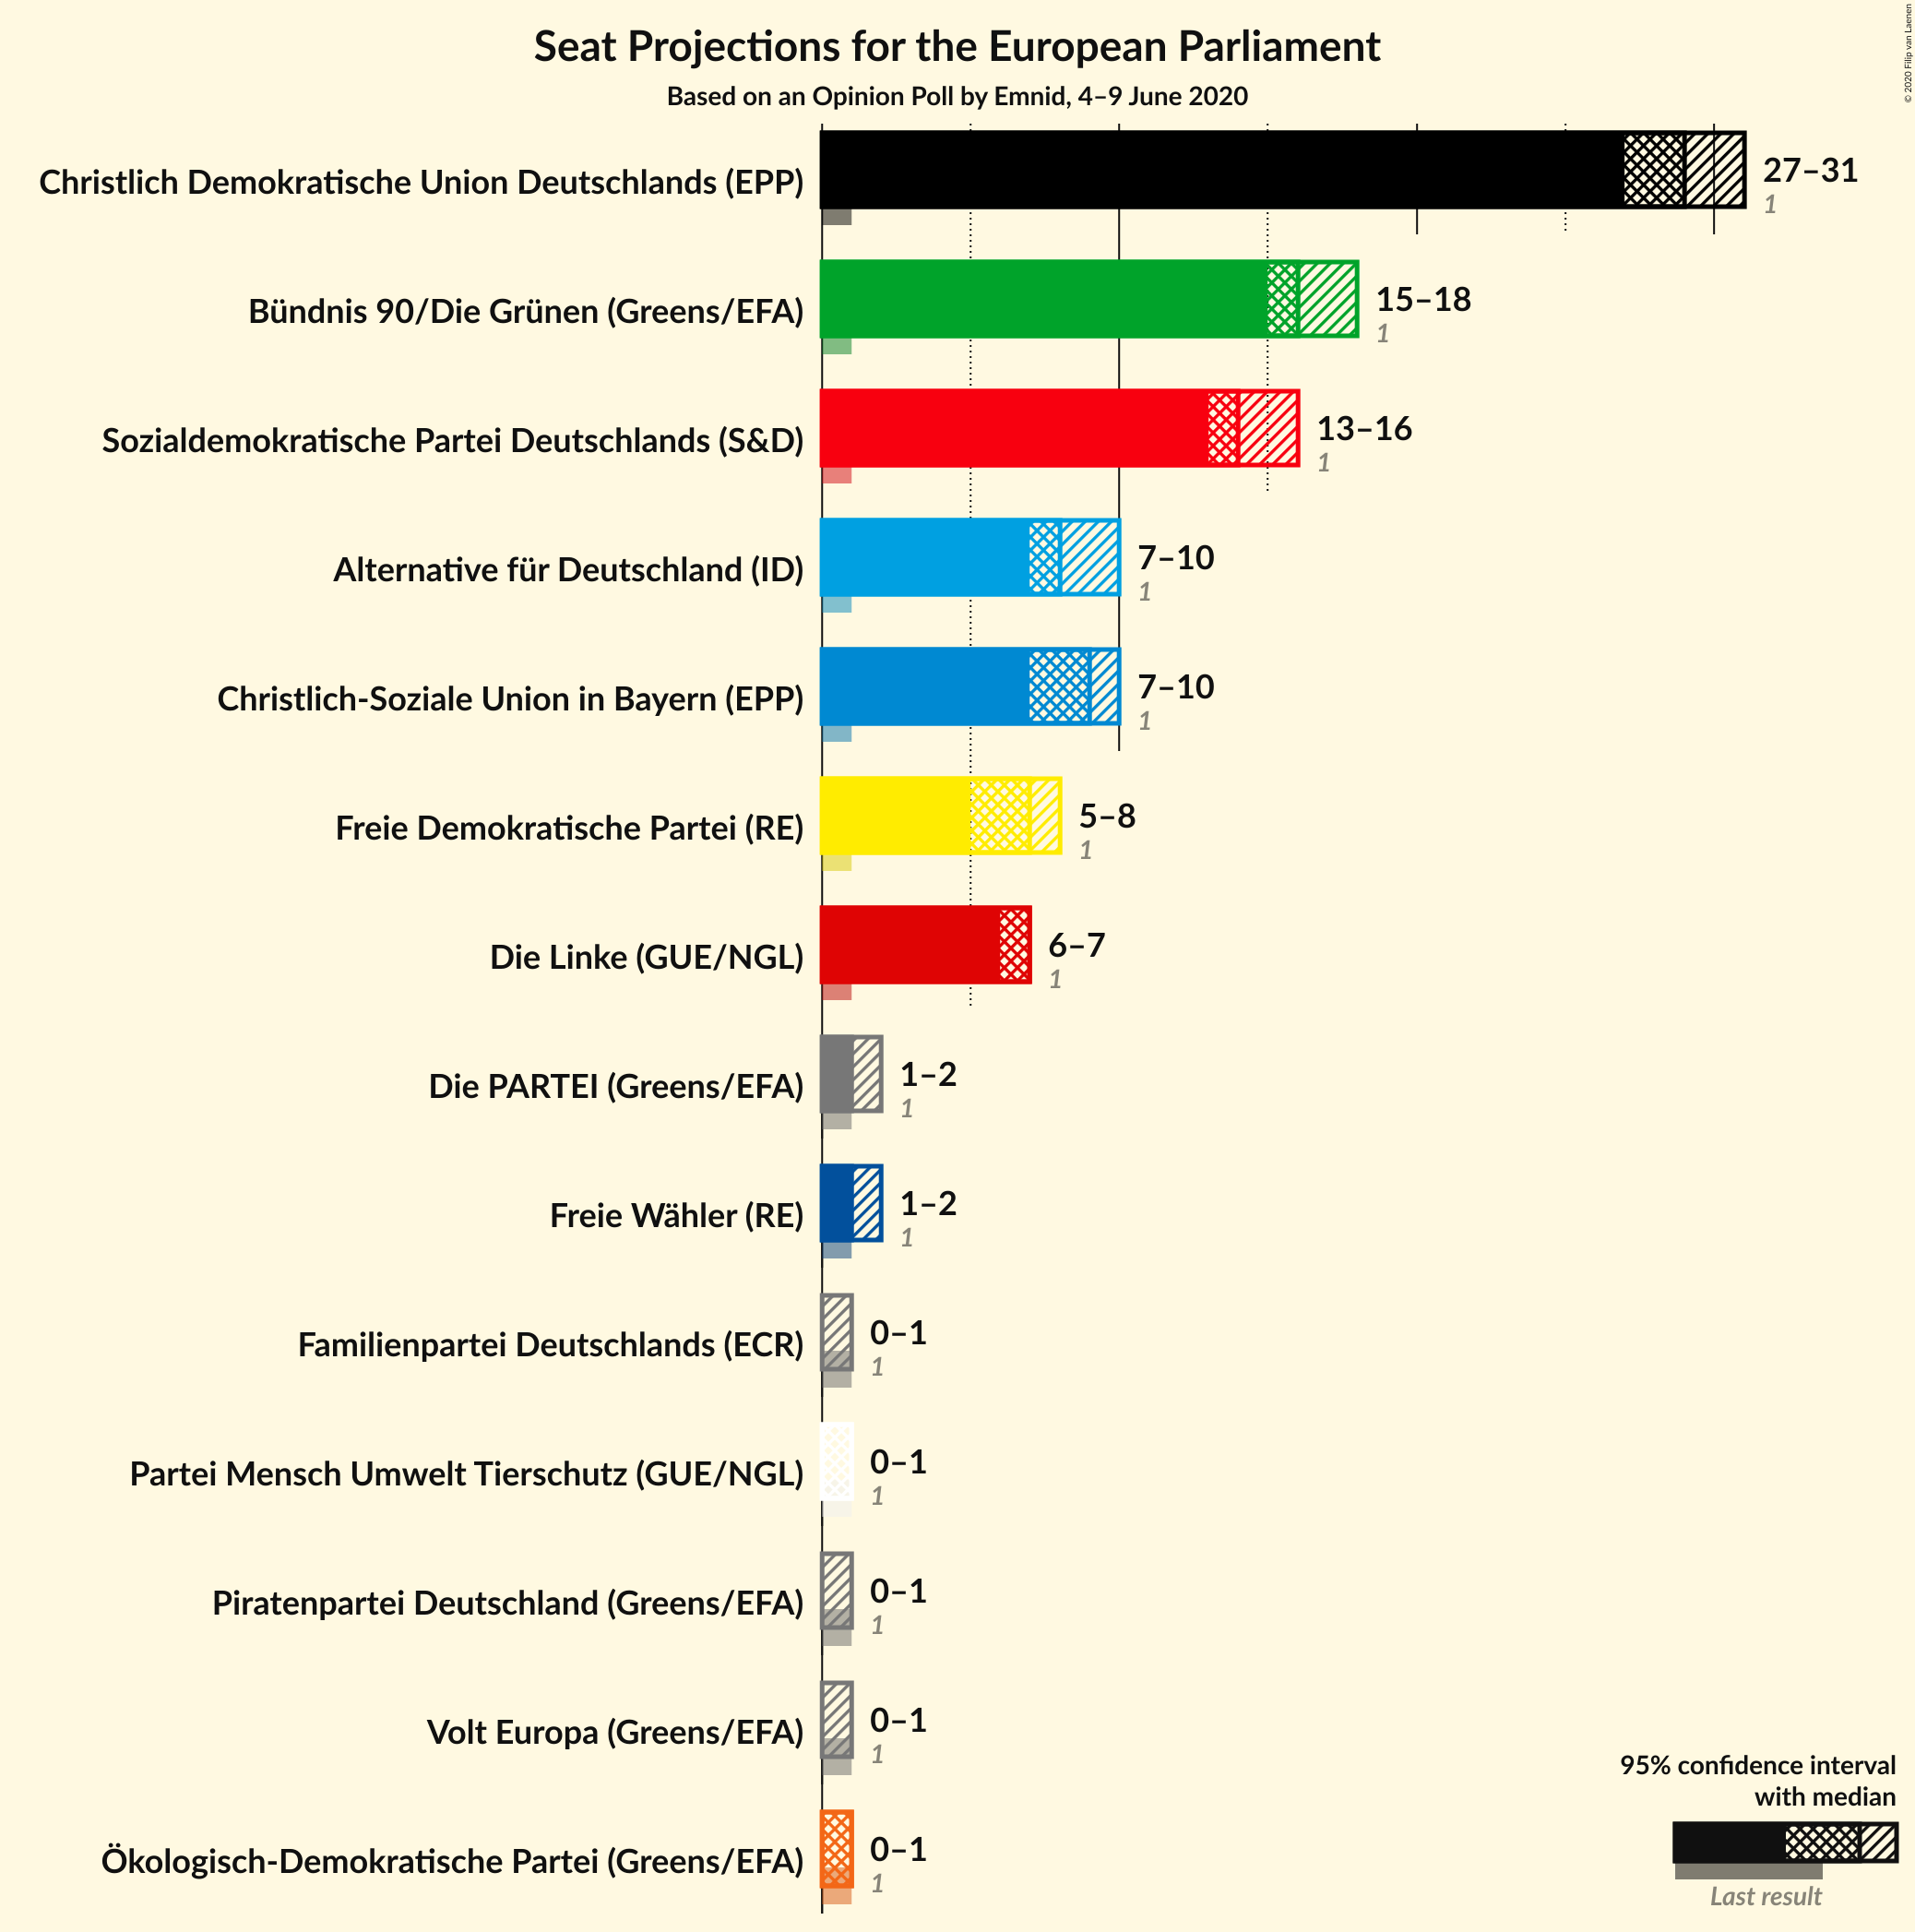 Seat Projections for the European Parliament
Based on an Opinion Poll by Emnid, 4–9 June 2020
© 2020 Filip van Laenen
Christlich Demokratische Union Deutschlands (EPP)
27–31
1
Bündnis 90/Die Grünen (Greens/EFA)
15–18
1
Sozialdemokratische Partei Deutschlands (S&D)
13–16
1
Alternative für Deutschland (ID)
7–10
1
Christlich-Soziale Union in Bayern (EPP)
7–10
1
Freie Demokratische Partei (RE)
5–8
1
Die Linke (GUE/NGL)
6–7
1
Die PARTEI (Greens/EFA)
1–2
1
Freie Wähler (RE)
1–2
1
Familienpartei Deutschlands (ECR)
0–1
1
Partei Mensch Umwelt Tierschutz (GUE/NGL)
0–1
1
Piratenpartei Deutschland (Greens/EFA)
0–1
1
Volt Europa (Greens/EFA)
0–1
1
Ökologisch-Demokratische Partei (Greens/EFA)
0–1
1
95% confidence interval
with median
Last result